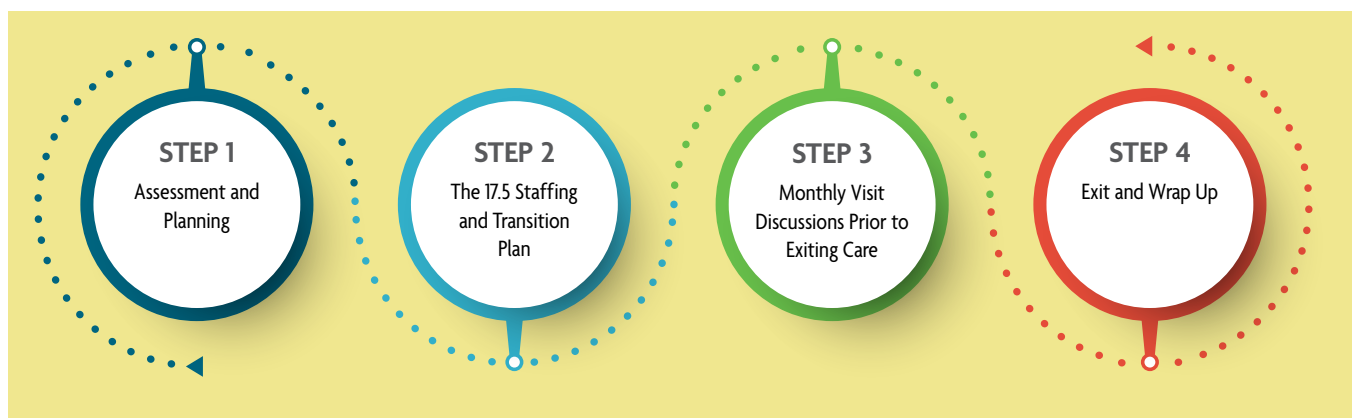 STEP 1
Assessment and
Planning
STEP 2
The 17.5 Staffing
and Transition
Plan
STEP 3
Monthly Visit
Discussions Prior to
Exiting Care
STEP 4
Exit and Wrap Up